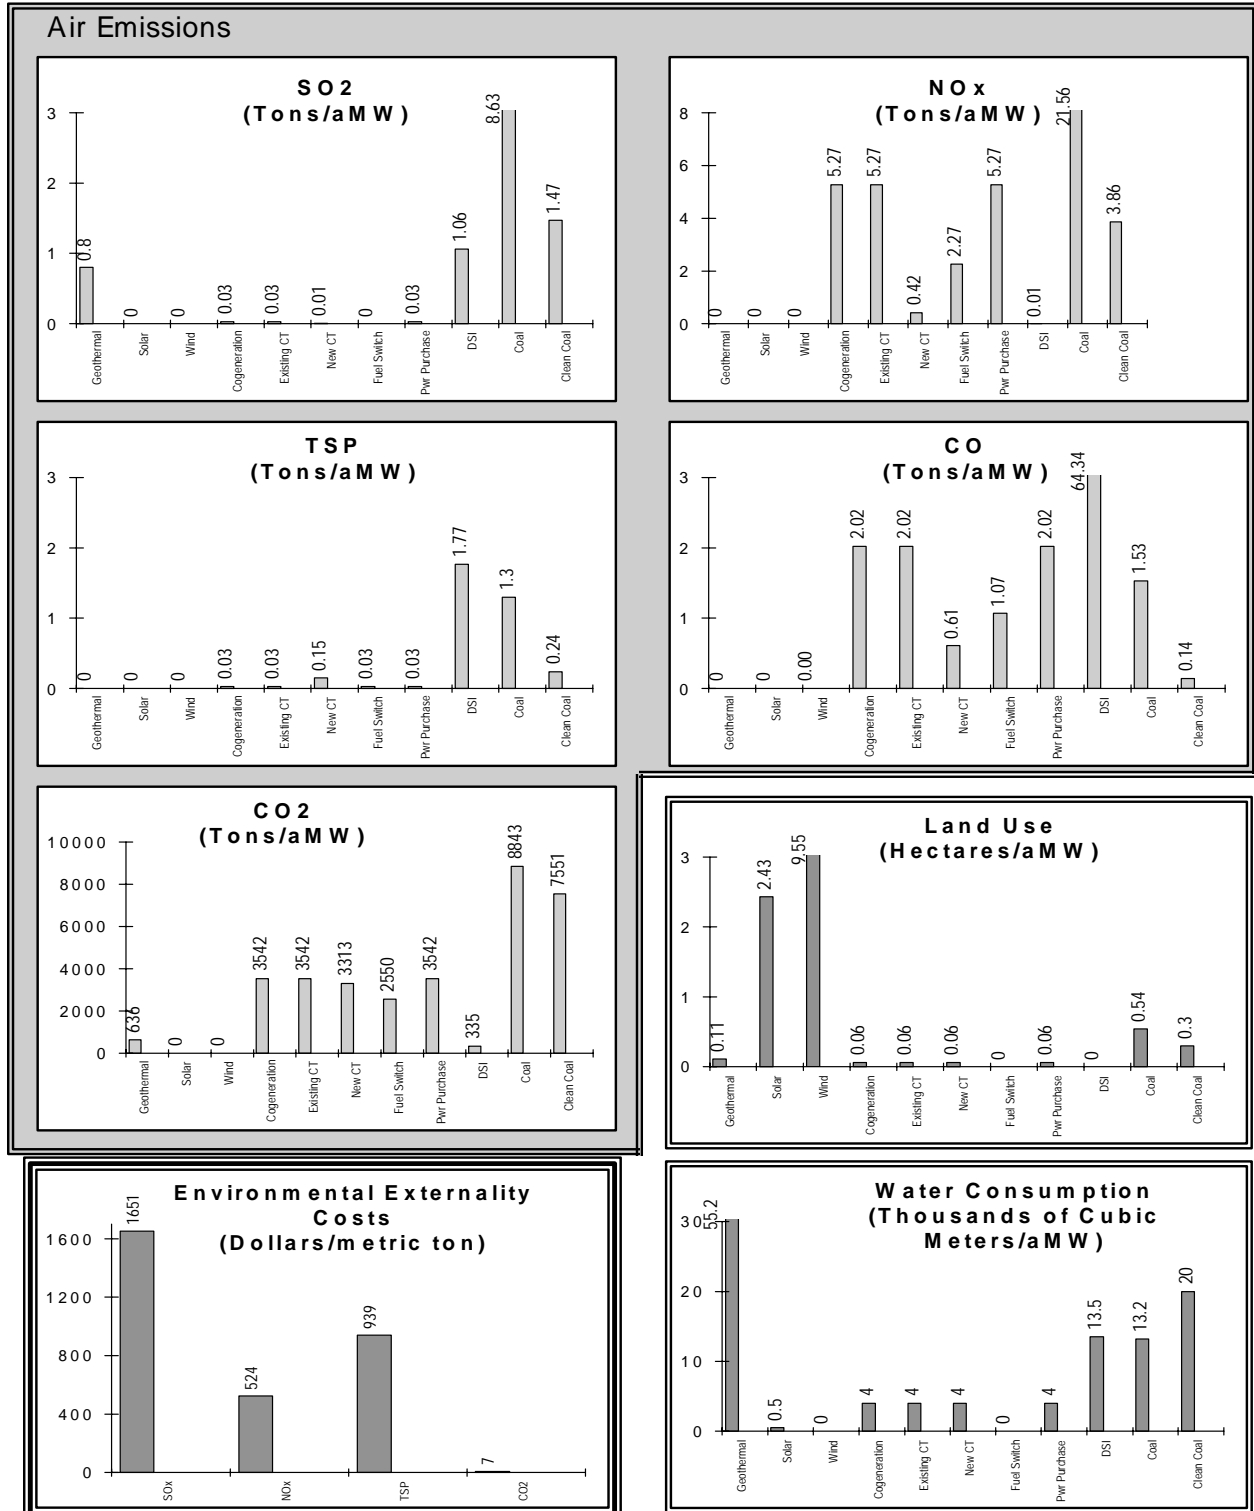 Air Emissions
SO2
(Tons/aMW)
3
2
1
0
0.8
0
0
0.03
0.03
0.01
0
0.03
1.06
8.63
1.47
Geothermal
Solar
Wind
Cogeneration
Existing CT
New CT
Fuel Switch
Pwr Purchase
DSI
Coal
Clean Coal
NOx
(Tons/aMW)
8
6
4
2
0
0
0
0
5.27
5.27
0.42
2.27
5.27
0.01
21.56
3.86
Geothermal
Solar
Wind
Cogeneration
Existing CT
New CT
Fuel Switch
Pwr Purchase
DSI
Coal
Clean Coal
TSP
(Tons/aMW)
3
2
1
0
0
0
0
0.03
0.03
0.15
0.03
0.03
1.77
1.3
0.24
Geothermal
Solar
Wind
Cogeneration
Existing CT
New CT
Fuel Switch
Pwr Purchase
DSI
Coal
Clean Coal
CO
(Tons/aMW)
3
2
1
0
0
0
0.00
2.02
2.02
0.61
1.07
2.02
64.34
1.53
0.14
Geothermal
Solar
Wind
Cogeneration
Existing CT
New CT
Fuel Switch
Pwr Purchase
DSI
Coal
Clean Coal
CO2
(Tons/aMW)
10000
8000
6000
4000
2000
0
636
0
0
3542
3542
3313
2550
3542
335
8843
7551
Geothermal
Solar
Wind
Cogeneration
Existing CT
New CT
Fuel Switch
Pwr Purchase
DSI
Coal
Clean Coal
Land Use
(Hectares/aMW)
3
2
1
0
0.11
2.43
9.55
0.06
0.06
0.06
0
0.06
0
0.54
0.3
Geothermal
Solar
Wind
Cogeneration
Existing CT
New CT
Fuel Switch
Pwr Purchase
DSI
Coal
Clean Coal
Environmental Externality
Costs
(Dollars/metric ton)
1600
1200
800
400
0
1651
524
939
7
SOx
NOx
TSP
CO2
Water Consumption
(Thousands of Cubic
Meters/aMW)
30
20
10
0
55.2
0.5
0
4
4
4
0
4
13.5
13.2
20
Geothermal
Solar
Wind
Cogeneration
Existing CT
New CT
Fuel Switch
Pwr Purchase
DSI
Coal
Clean Coal